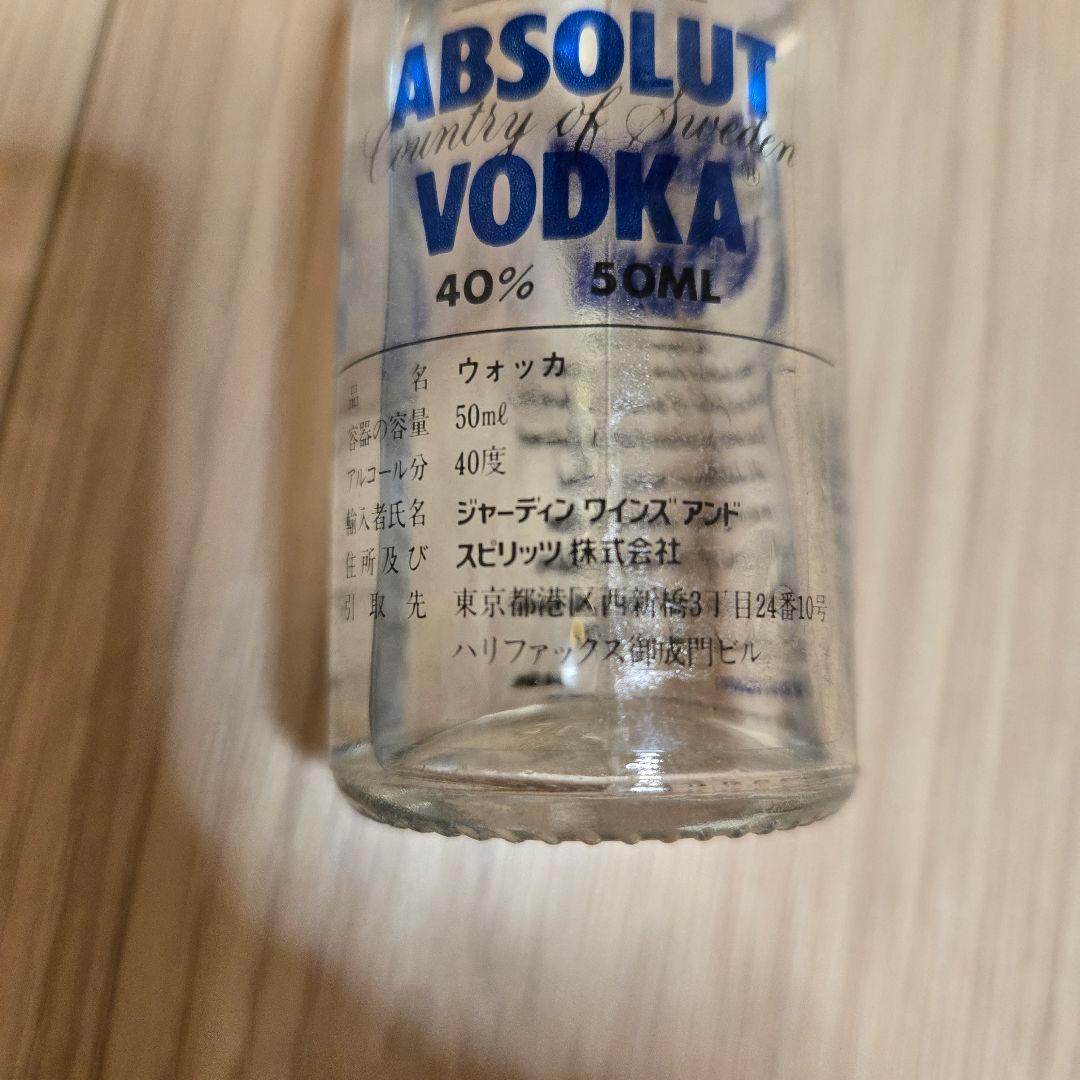 ABSOLUT
Country of Sweden
VODKA®
40% 50ML
品 名 ウォッカ
容器の容量 50ml
アルコール分 40度
輸入者氏名 ジャーディン ワインズ アンド
住所及び スピリッツ 株式会社
引取先 東京都港区西新橋3丁目24番10号
ハリファックス御成門ビル